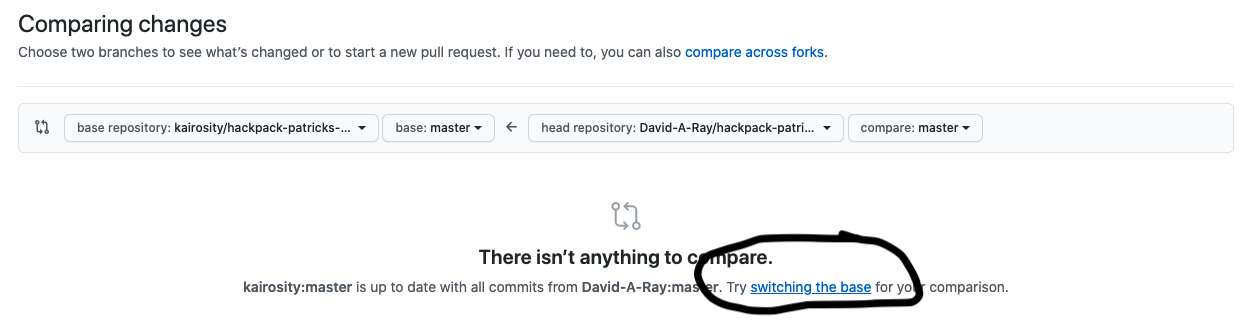 Comparing changes
Choose two branches to see what's changed or to start a new pull request. If you need to, you can also compare across forks.
base repository: kairosity/hackpack-patricks-... base: master ← head repository: David-A-Ray/hackpack-patri... compare: master
There isn't anything to compare.
kairosity:master is up to date with all commits from David-A-Ray:master. Try switching the base for your comparison.